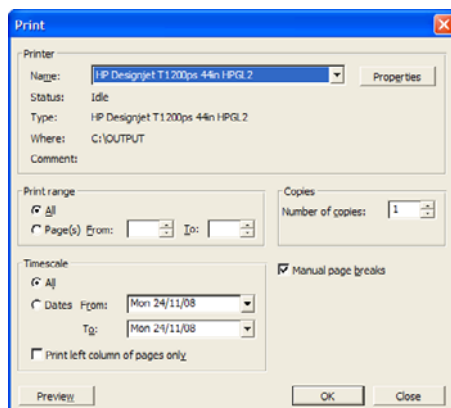 Print
Printer
Name: HP Designjet T1200ps 44in HPGL2 Properties
Status: Idle
Type: HP Designjet T1200ps 44in HPGL2
Where: C:\OUTPUT
Comment:
Print range
All
Page(s) From: To:
Copies
Number of copies: 1
Timescale
All
Dates From: Mon 24/11/08
To: Mon 24/11/08
Print left column of pages only
Manual page breaks
Preview OK Close